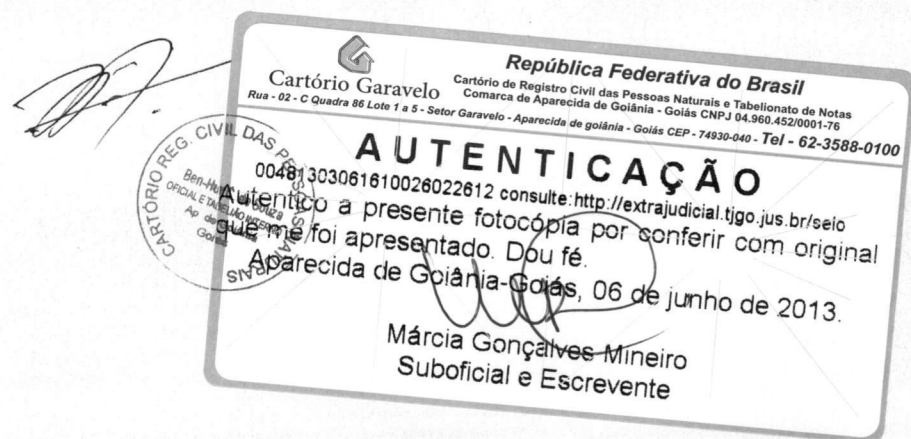 República Federativa do Brasil
Cartório Garavelo
Cartório de Registro Civil das Pessoas Naturais e Tabelionato de Notas
Comarca de Aparecida de Goiânia - Goiás CNPJ 04.960.452/0001-76
Rua - 02 - C Quadra 86 Lote 1 a 5 - Setor Garavelo - Aparecida de goiânia - Goiás CEP - 74930-040 - Tel - 62-3588-0100
AUTENTICAÇÃO
00481303061610026022612 consulte:http://extrajudicial.tjgo.jus.br/seio
Autentico a presente fotocópia por conferir com original
que me foi apresentado. Dou fé.
Aparecida de Goiânia-Goiás, 06 de junho de 2013.
Márcia Gonçalves Mineiro
Suboficial e Escrevente
CARTÓRIO REG. CIVIL DAS PESSOAS
OFICIAL E TABELIÃO